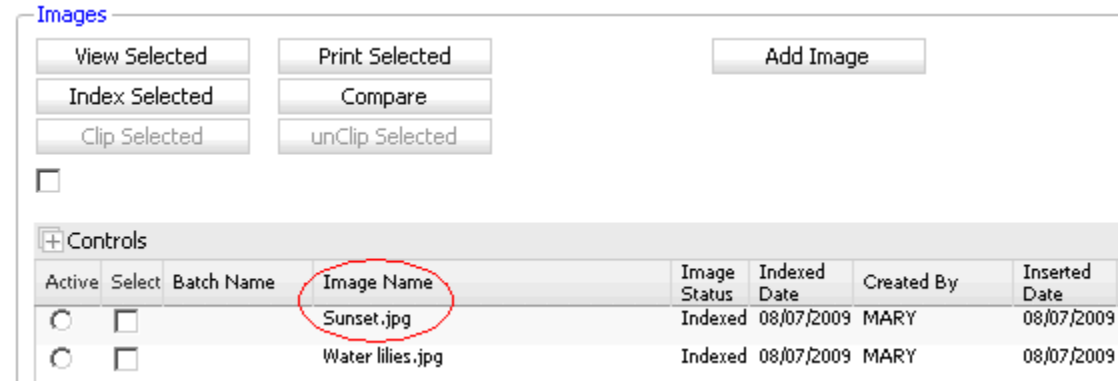 Images
View Selected Print Selected Add Image
Index Selected Compare
Clip Selected unClip Selected
Controls
Active Select Batch Name Image Name Image Status Indexed Date Created By Inserted Date
Sunset.jpg Indexed 08/07/2009 MARY 08/07/2009
Water lilies.jpg Indexed 08/07/2009 MARY 08/07/2009